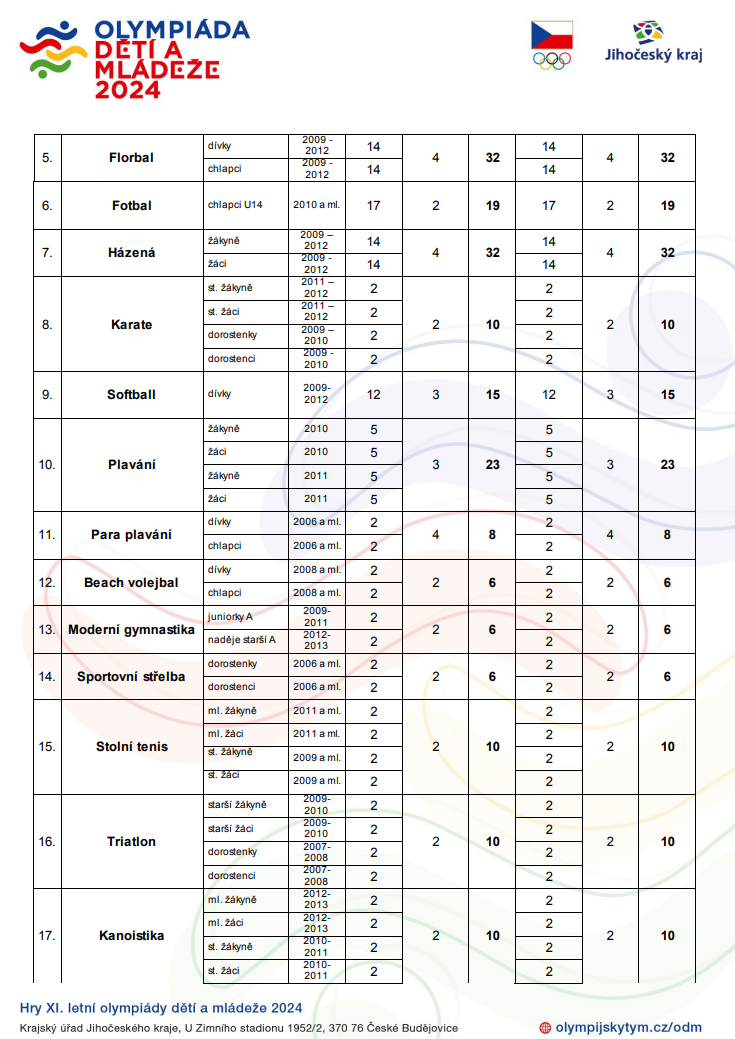 OLYMPIÁDA
DĚTÍ A
MLÁDEŽE
2024
Jihočeský kraj
5. Florbal dívky 2009 - 2012 14 4 32 14 4 32
chlapci 2009 - 2012 14 14
6. Fotbal chlapci U14 2010 a ml. 17 2 19 17 2 19
7. Házená žákyně 2009 – 2012 14 4 32 14 4 32
žáci 2009 - 2012 14 14
8. Karate st. žákyně 2011 – 2012 2 2 10 2 2 10
st. žáci 2011 – 2012 2 2
dorostenky 2009 – 2010 2 2
dorostenci 2009 - 2010 2 2
9. Softball dívky 2009-2012 12 3 15 12 3 15
10. Plavání žákyně 2010 5 3 23 5 3 23
žáci 2010 5 5
žákyně 2011 5 5
žáci 2011 5 5
11. Para plavání dívky 2006 a ml. 2 4 8 2 4 8
chlapci 2006 a ml. 2 2
12. Beach volejbal dívky 2008 a ml. 2 2 6 2 2 6
chlapci 2008 a ml. 2 2
13. Moderní gymnastika juniorky A 2009-2011 2 2 6 2 2 6
naděje starší A 2012-2013 2 2
14. Sportovní střelba dorostenky 2006 a ml. 2 2 6 2 2 6
dorostenci 2006 a ml. 2 2
15. Stolní tenis ml. žákyně 2011 a ml. 2 2 10 2 2 10
ml. žáci 2011 a ml. 2 2
st. žákyně 2009 a ml. 2 2
st. žáci 2009 a ml. 2 2
16. Triatlon starší žákyně 2009-2010 2 2 10 2 2 10
starší žáci 2009-2010 2 2
dorostenky 2007-2008 2 2
dorostenci 2007-2008 2 2
17. Kanoistika ml. žákyně 2012-2013 2 2 10 2 2 10
ml. žáci 2012-2013 2 2
st. žákyně 2010-2011 2 2
st. žáci 2010-2011 2 2
Hry XI. letní olympiády dětí a mládeže 2024
Krajský úřad Jihočeského kraje, U Zimního stadionu 1952/2, 370 76 České Budějovice
olympijskytym.cz/odm